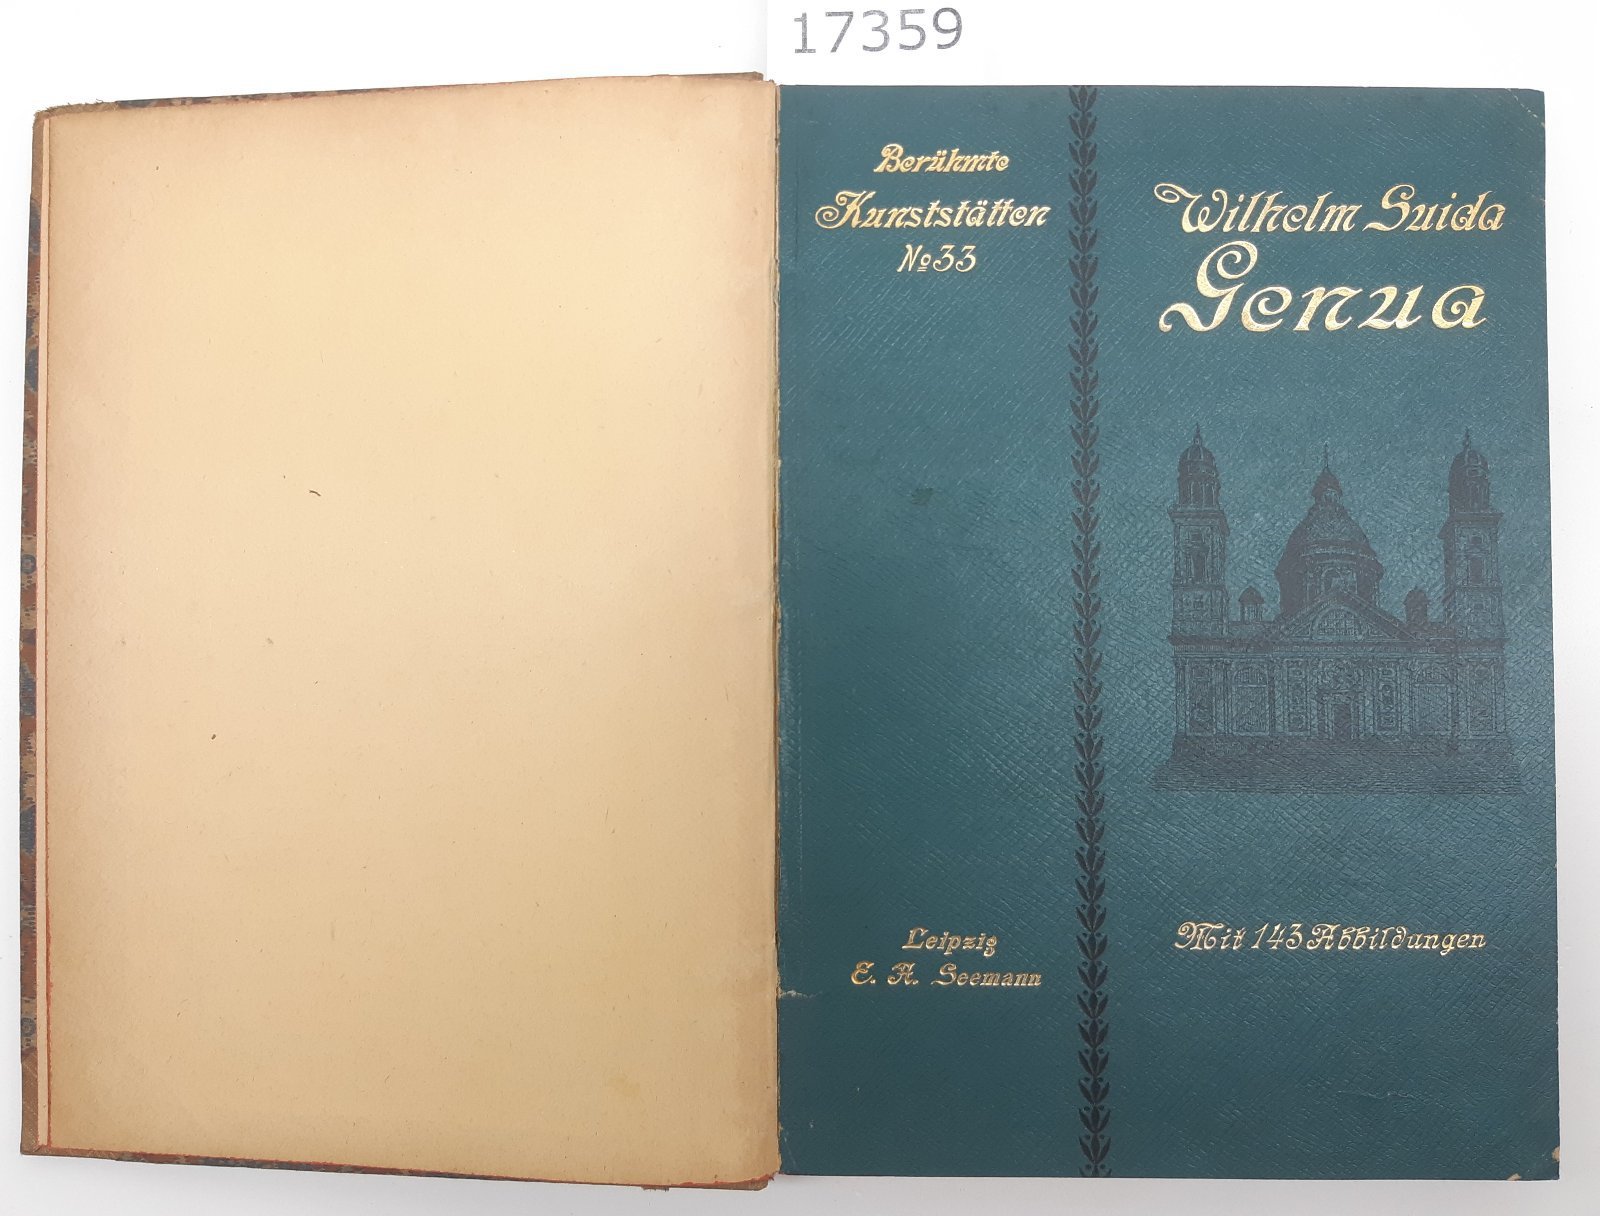 17359
Berühmte
Kunststätten
No 33
Wilhelm Suida
Genua
Leipzig
E. A. Seemann
Mit 143 Abbildungen